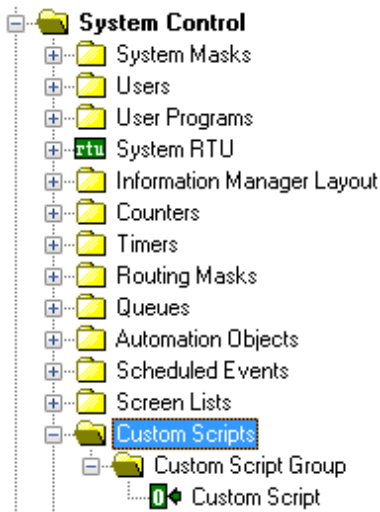 System Control
System Masks
Users
User Programs
rtu System RTU
Information Manager Layout
Counters
Timers
Routing Masks
Queues
Automation Objects
Scheduled Events
Screen Lists
Custom Scripts
Custom Script Group
0 Custom Script